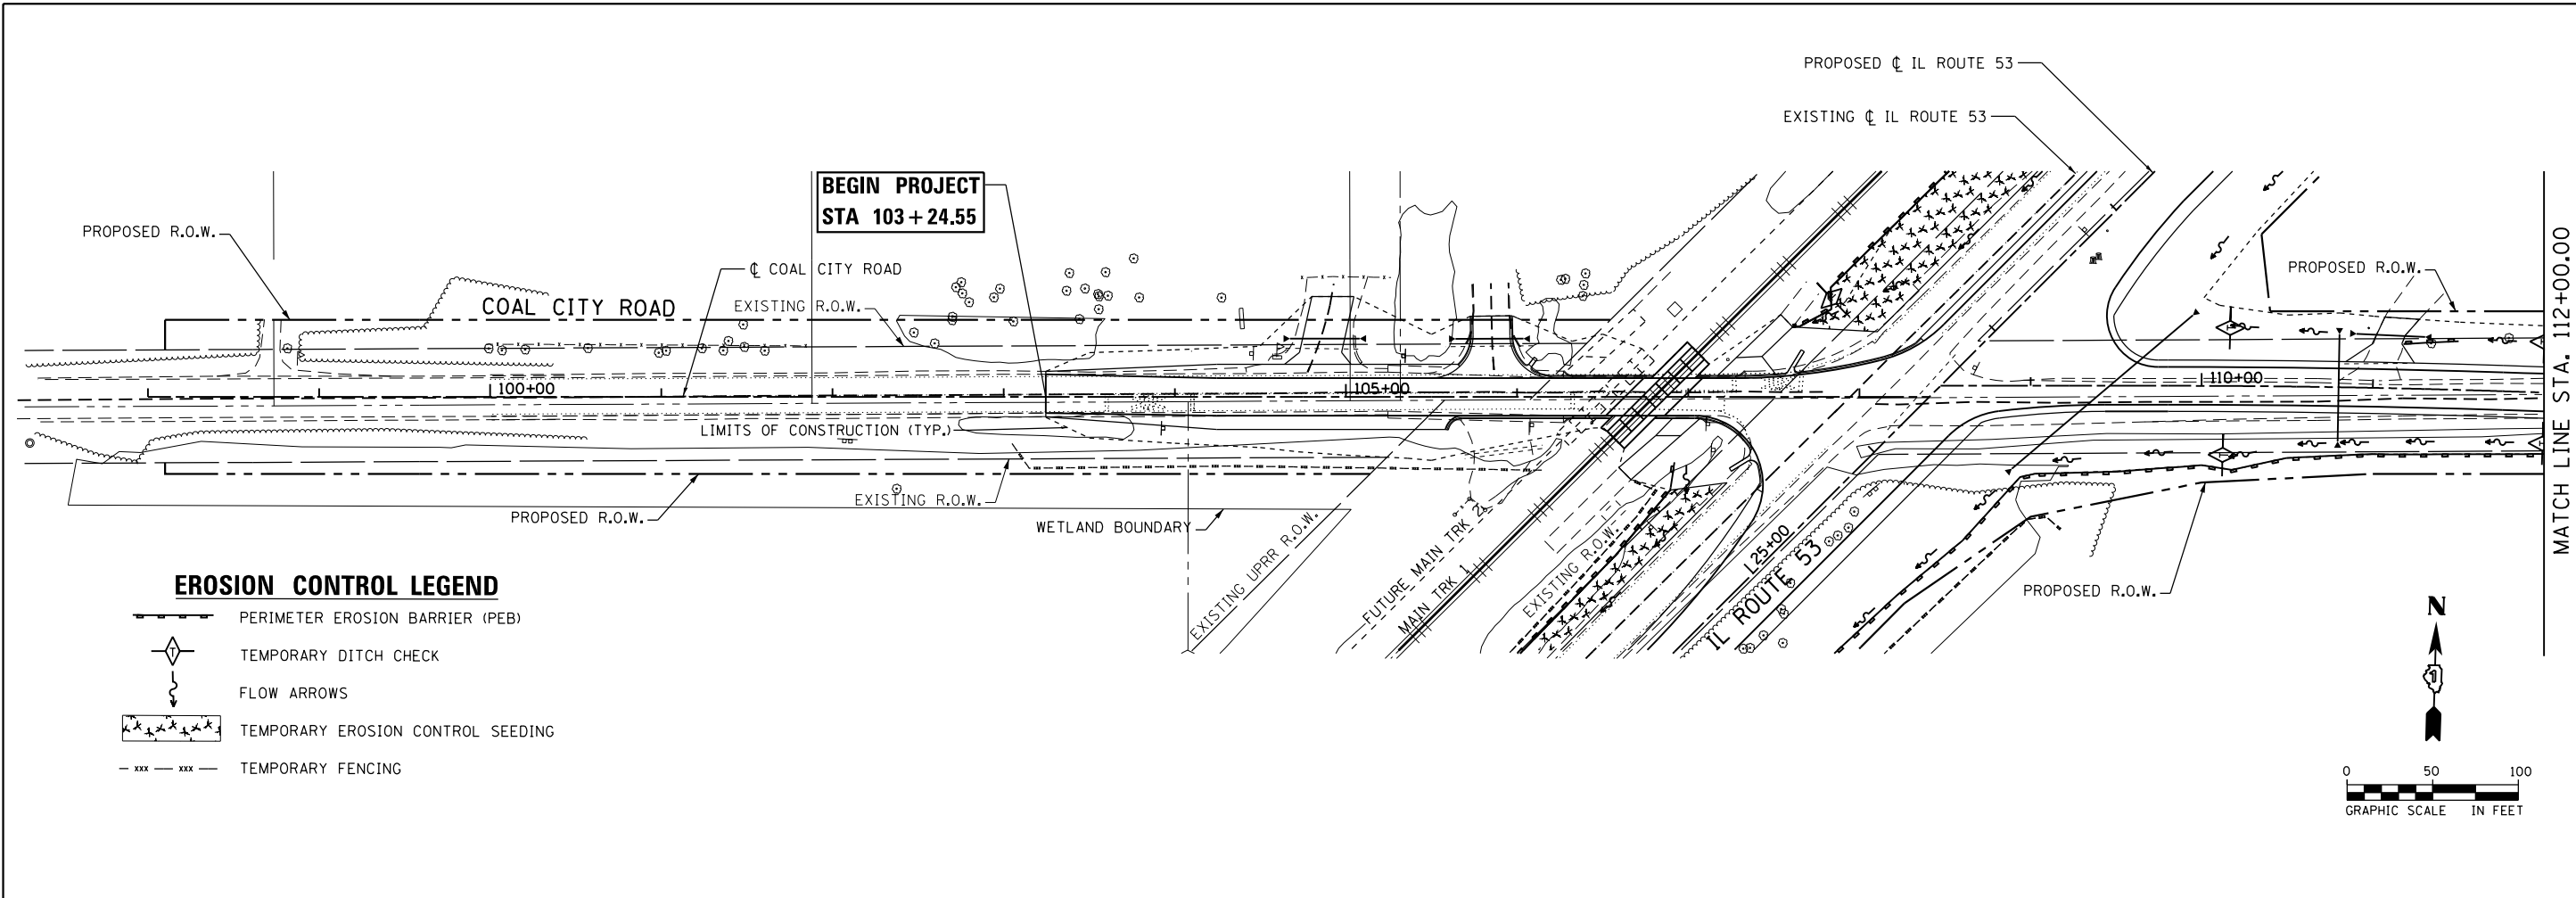 PROPOSED ℄ IL ROUTE 53
EXISTING ℄ IL ROUTE 53
BEGIN PROJECT
STA 103+24.55
PROPOSED R.O.W.
℄ COAL CITY ROAD
PROPOSED R.O.W.
COAL CITY ROAD
EXISTING R.O.W.
100+00
105+00
110+00
LIMITS OF CONSTRUCTION (TYP.)
MATCH LINE STA. 112+00.00
EXISTING R.O.W.
PROPOSED R.O.W.
WETLAND BOUNDARY
EXISTING UPRR R.O.W.
FUTURE MAIN TRK 2
MAIN TRK 1
EXISTING R.O.W.
25+00
IL ROUTE 53
PROPOSED R.O.W.
EROSION CONTROL LEGEND
PERIMETER EROSION BARRIER (PEB)
T
TEMPORARY DITCH CHECK
FLOW ARROWS
TEMPORARY EROSION CONTROL SEEDING
xxx xxx
TEMPORARY FENCING
N
1
0 50 100
GRAPHIC SCALE IN FEET